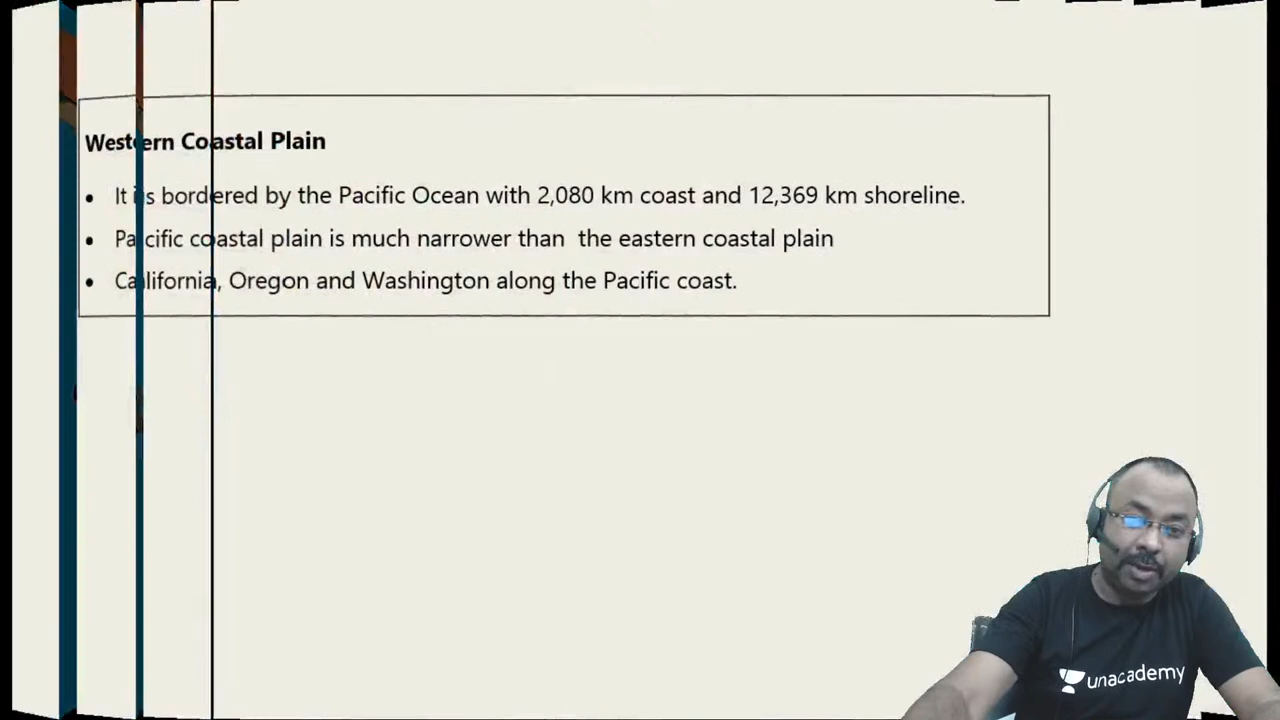 Western Coastal Plain
• It is bordered by the Pacific Ocean with 2,080 km coast and 12,369 km shoreline.
• Pacific coastal plain is much narrower than the eastern coastal plain
• California, Oregon and Washington along the Pacific coast.
unacademy